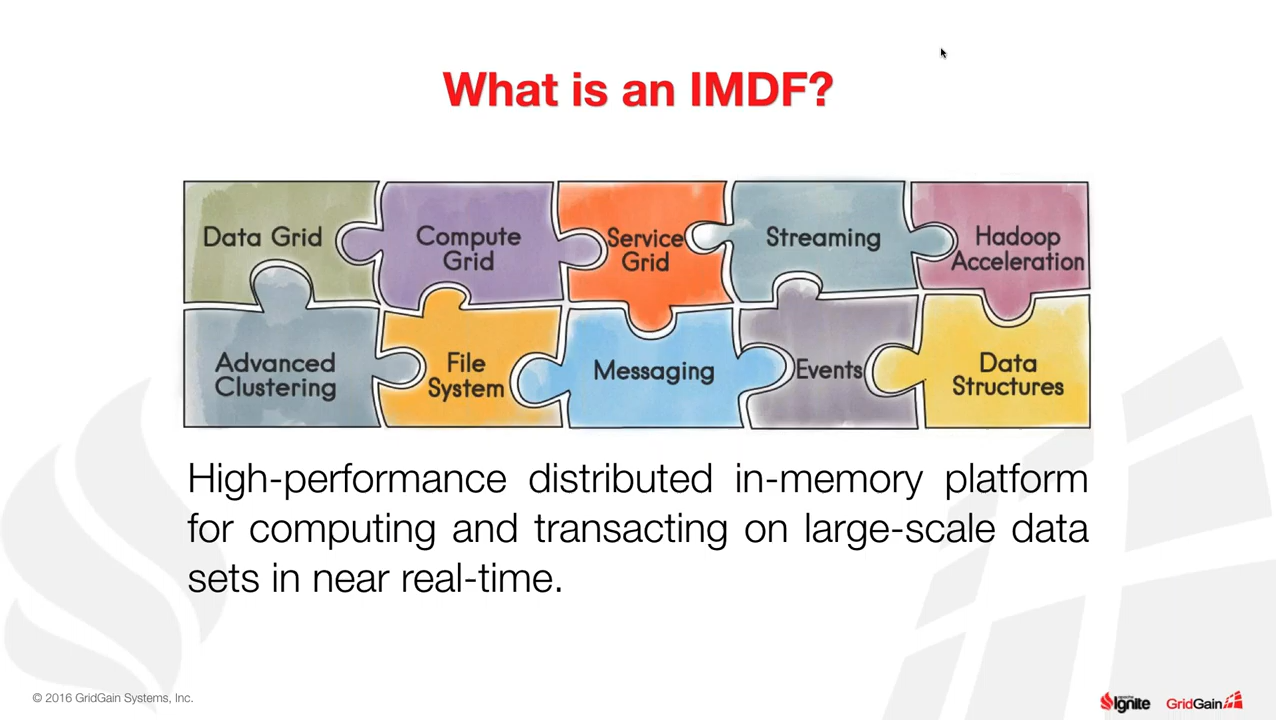 What is an IMDF?
Data Grid
Compute
Grid
Service
Grid
Streaming
Hadoop
Acceleration
Advanced
Clustering
File
System
Messaging
Events
Data
Structures
High-performance distributed in-memory platform
for computing and transacting on large-scale data
sets in near real-time.
© 2016 GridGain Systems, Inc.
Ignite
GridGain